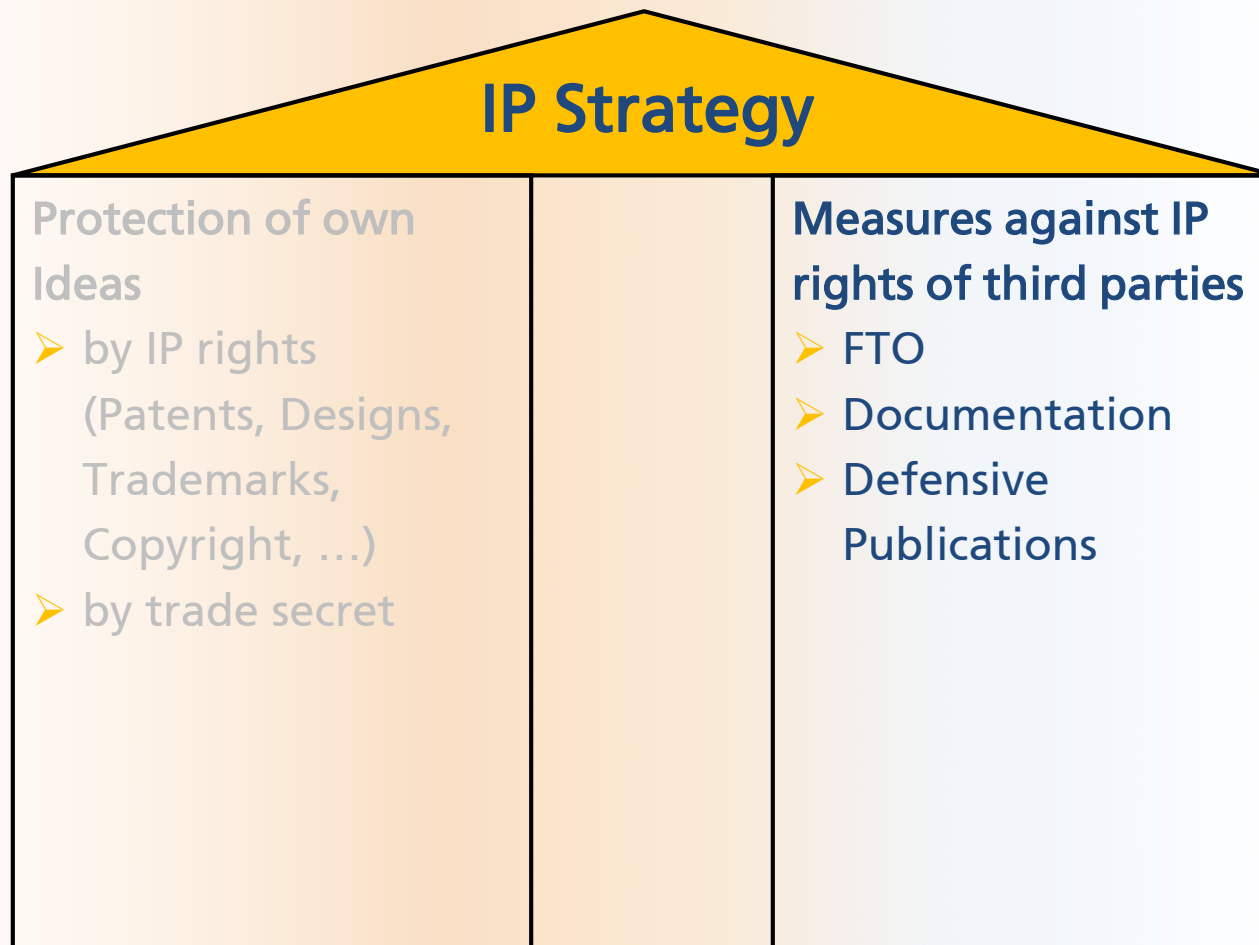 IP Strategy
Protection of own
Ideas
➢ by IP rights
(Patents, Designs,
Trademarks,
Copyright, …)
➢ by trade secret
Measures against IP
rights of third parties
➢ FTO
➢ Documentation
➢ Defensive
Publications